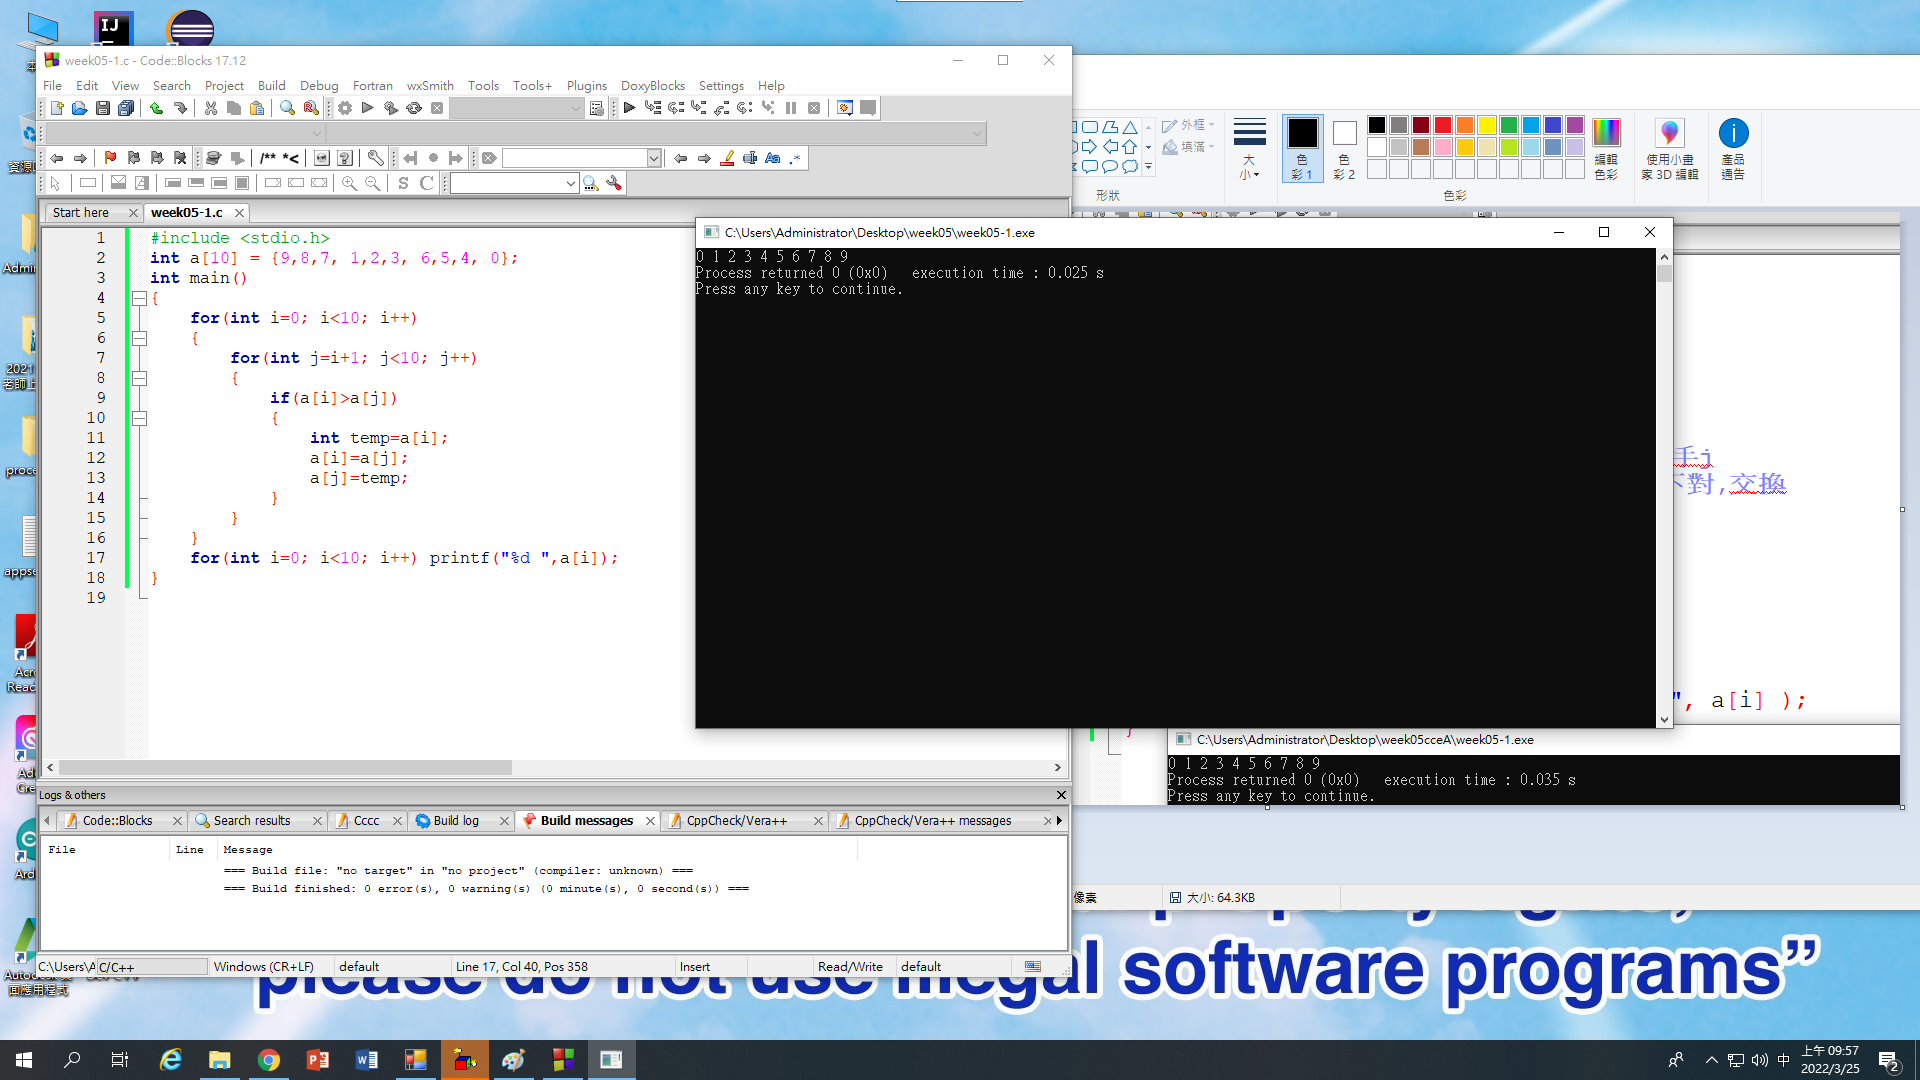 week05-1.c - Code::Blocks 17.12
File Edit View Search Project Build Debug Fortran wxSmith Tools Tools+ Plugins DoxyBlocks Settings Help
Start here
week05-1.c
1 #include <stdio.h>
2 int a[10] = {9,8,7, 1,2,3, 6,5,4, 0};
3 int main()
4 {
5 for(int i=0; i<10; i++)
6 {
7 for(int j=i+1; j<10; j++)
8 {
9 if(a[i]>a[j])
10 {
11 int temp=a[i];
12 a[i]=a[j];
13 a[j]=temp;
14 }
15 }
16 }
17 for(int i=0; i<10; i++) printf("%d ",a[i]);
18 }
19
Logs & others
Code::Blocks Search results Cccc Build log Build messages CppCheck/Vera++ CppCheck/Vera++ messages
File Line Message
=== Build file: "no target" in "no project" (compiler: unknown) ===
=== Build finished: 0 error(s), 0 warning(s) (0 minute(s), 0 second(s)) ===
C:\Users\A C/C++ Windows (CR+LF) default Line 17, Col 40, Pos 358 Insert Read/Write default
C:\Users\Administrator\Desktop\week05\week05-1.exe
0 1 2 3 4 5 6 7 8 9
Process returned 0 (0x0) execution time : 0.025 s
Press any key to continue.
外框
填滿
形狀
大
小
色
彩 1
色
彩 2
色彩
編輯
色彩
使用小畫
家 3D 編輯
產品
通告
手j
對,交換
", a[i] );
}
C:\Users\Administrator\Desktop\week05cceA\week05-1.exe
0 1 2 3 4 5 6 7 8 9
Process returned 0 (0x0) execution time : 0.035 s
Press any key to continue.
像素
大小: 64.3KB
please do not use illegal software programs”
IJ
Admin
2021
老師上
proce
appse
Acro
Read
Ado
Cre
Ard
Autod
面應用程式
中
上午 09:57
2022/3/25
2